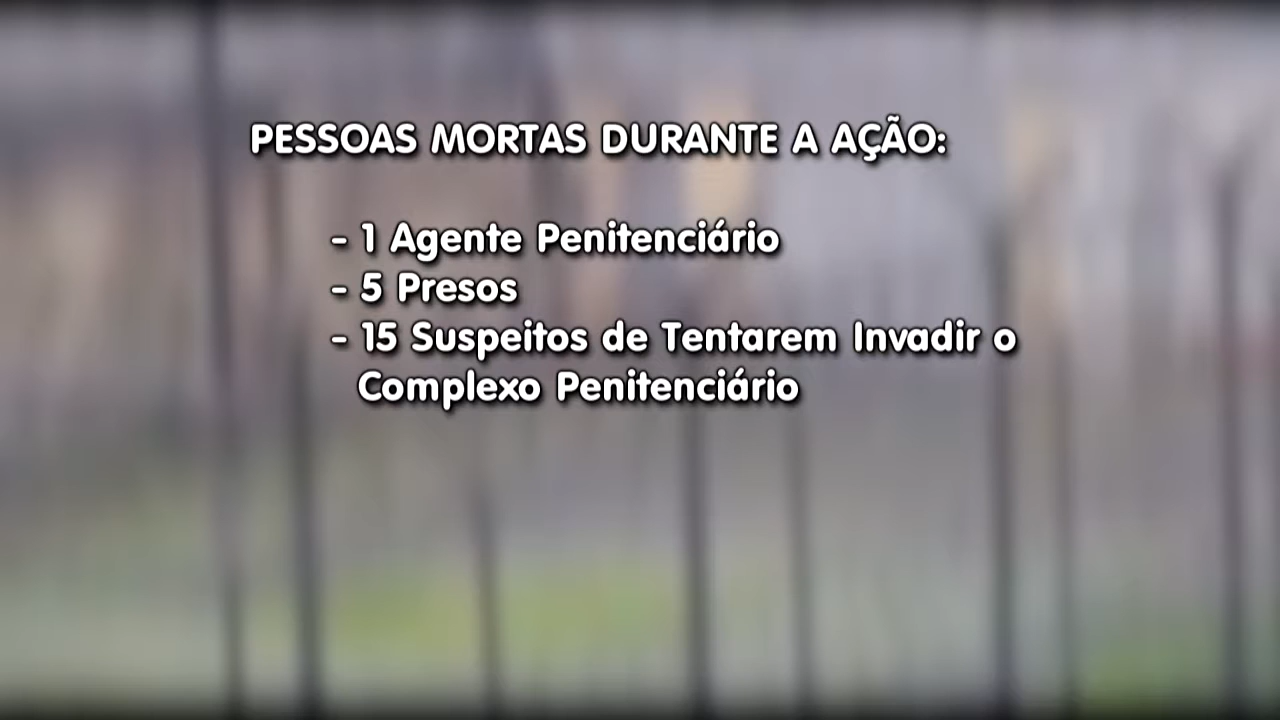 PESSOAS MORTAS DURANTE A AÇÃO:
- 1 Agente Penitenciário
- 5 Presos
- 15 Suspeitos de Tentarem Invadir o
Complexo Penitenciário